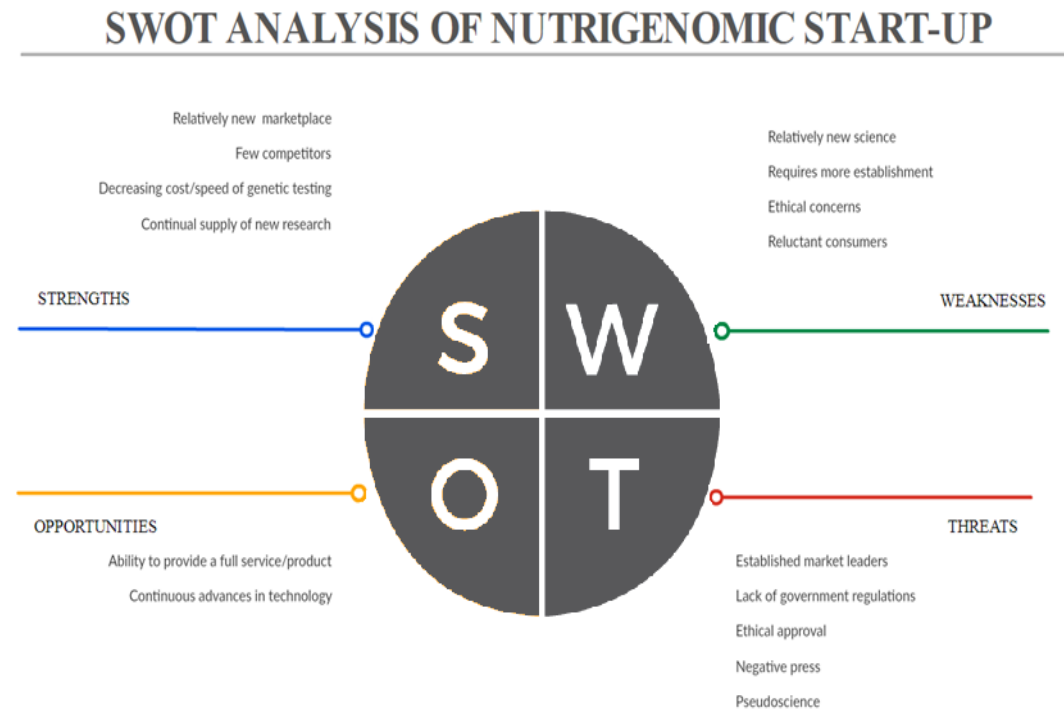 SWOT ANALYSIS OF NUTRIGENOMIC START-UP
Relatively new marketplace
Few competitors
Decreasing cost/speed of genetic testing
Continual supply of new research
STRENGTHS
Relatively new science
Requires more establishment
Ethical concerns
Reluctant consumers
WEAKNESSES
S
W
O
T
OPPORTUNITIES
Ability to provide a full service/product
Continuous advances in technology
THREATS
Established market leaders
Lack of government regulations
Ethical approval
Negative press
Pseudoscience